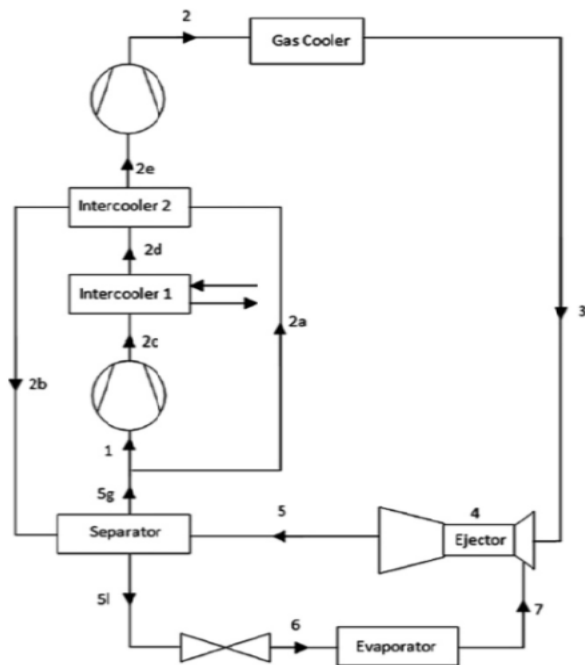 2
Gas Cooler
2e
Intercooler 2
2d
Intercooler 1
2c
2a
3
2b
1
5g
5
4
Separator
Ejector
5l
6
7
Evaporator